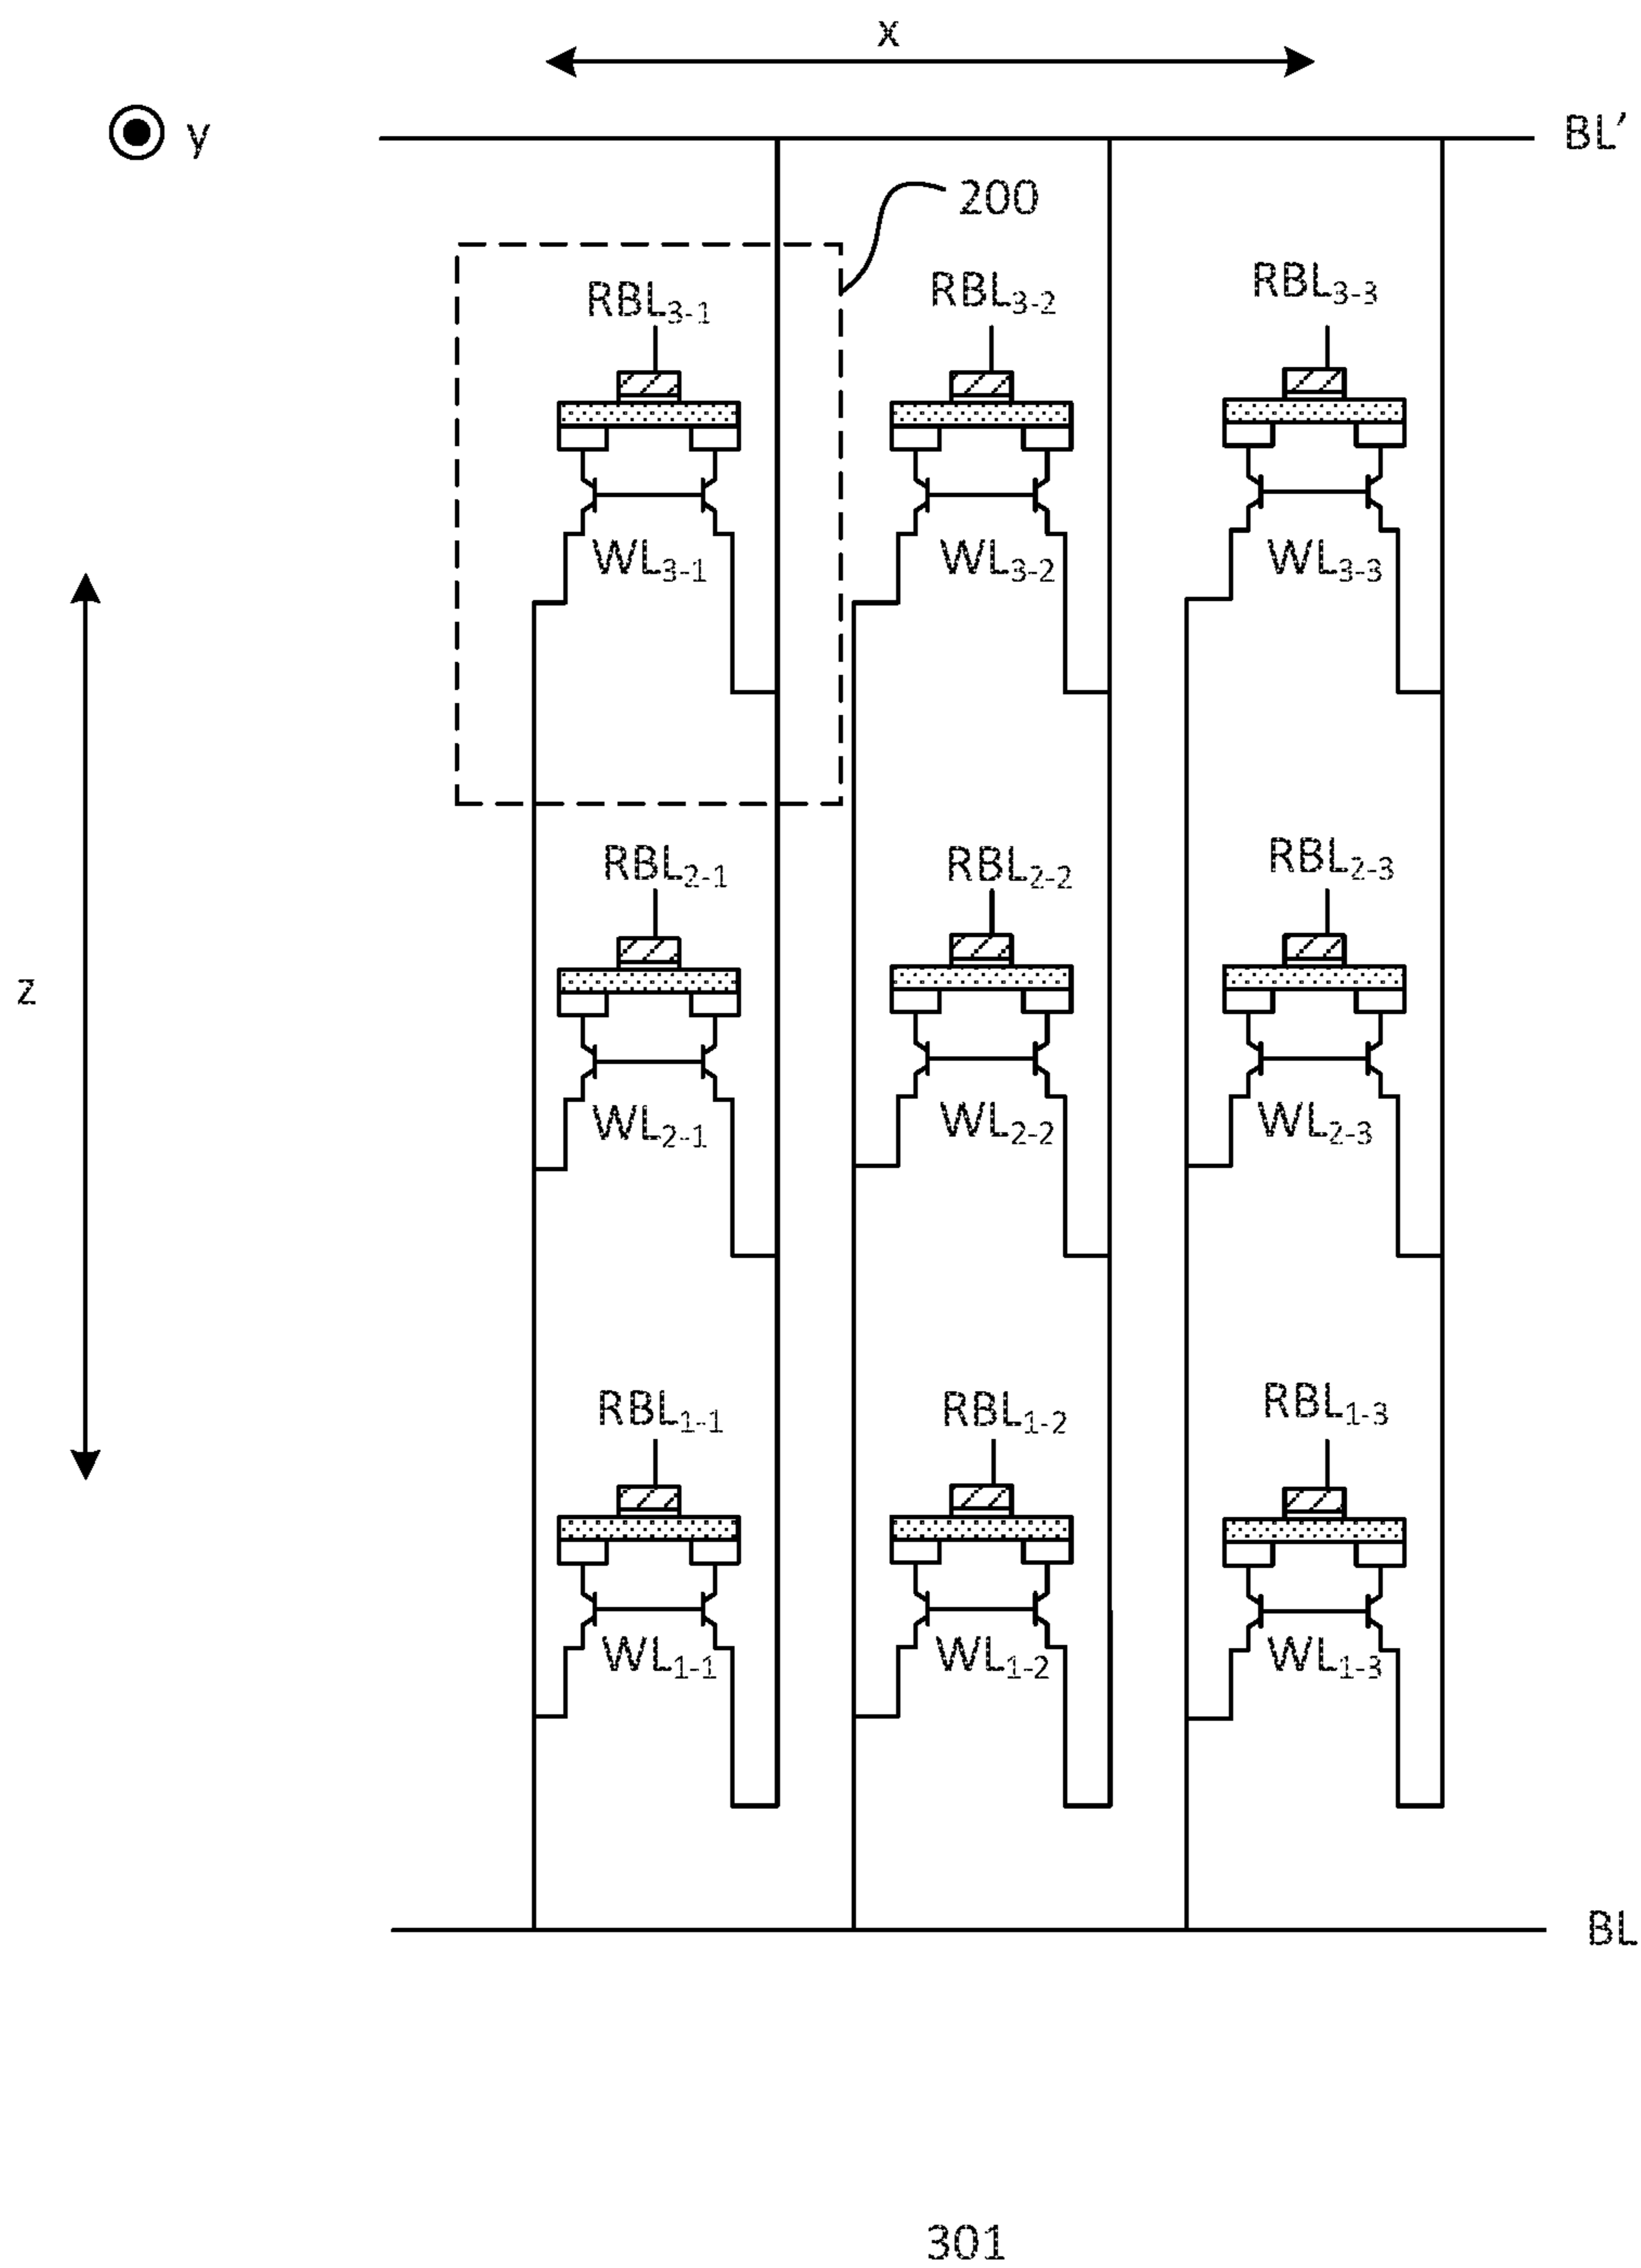 x
y
BL’
200
RBL3-1 RBL3-2 RBL3-3
WL3-1 WL3-2 WL3-3
RBL2-1 RBL2-2 RBL2-3
z
WL2-1 WL2-2 WL2-3
RBL1-1 RBL1-2 RBL1-3
WL1-1 WL1-2 WL1-3
BL
301